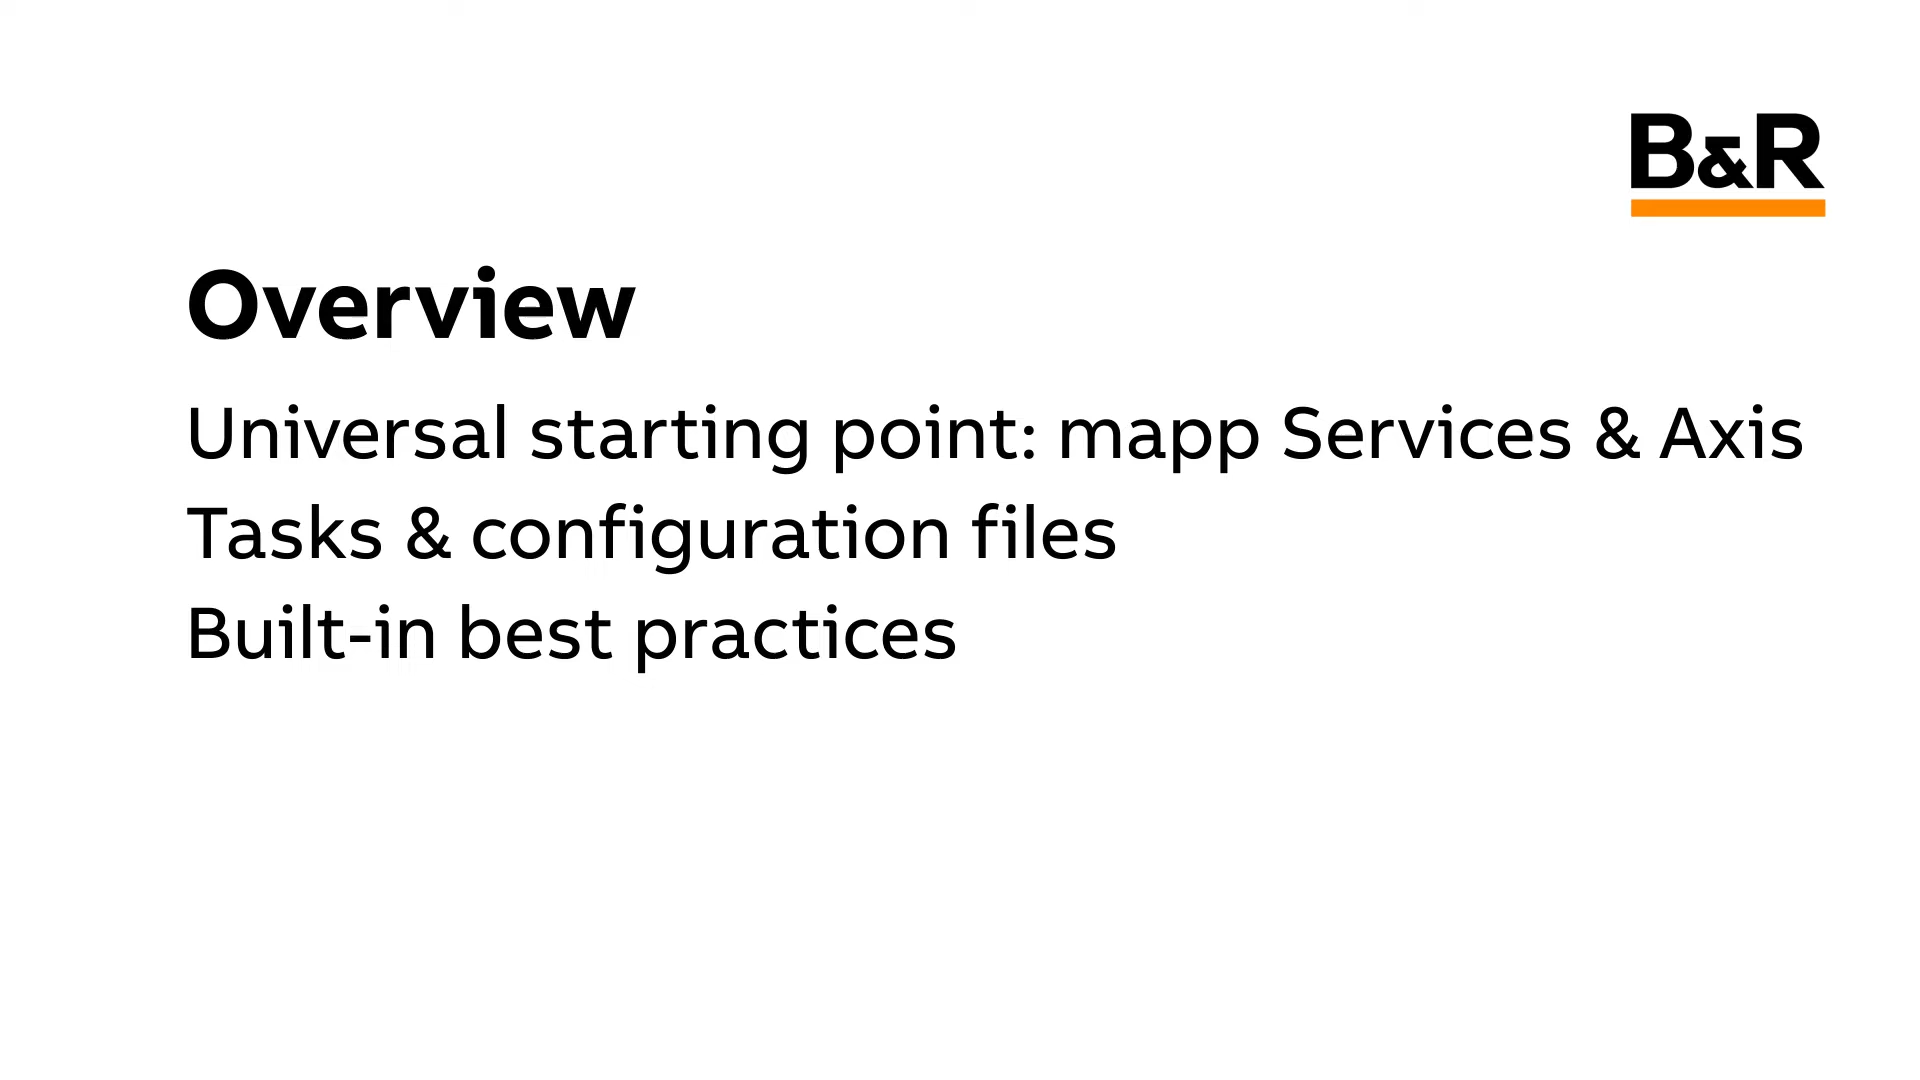 B&R
Overview
Universal starting point: mapp Services & Axis
Tasks & configuration files
Built-in best practices